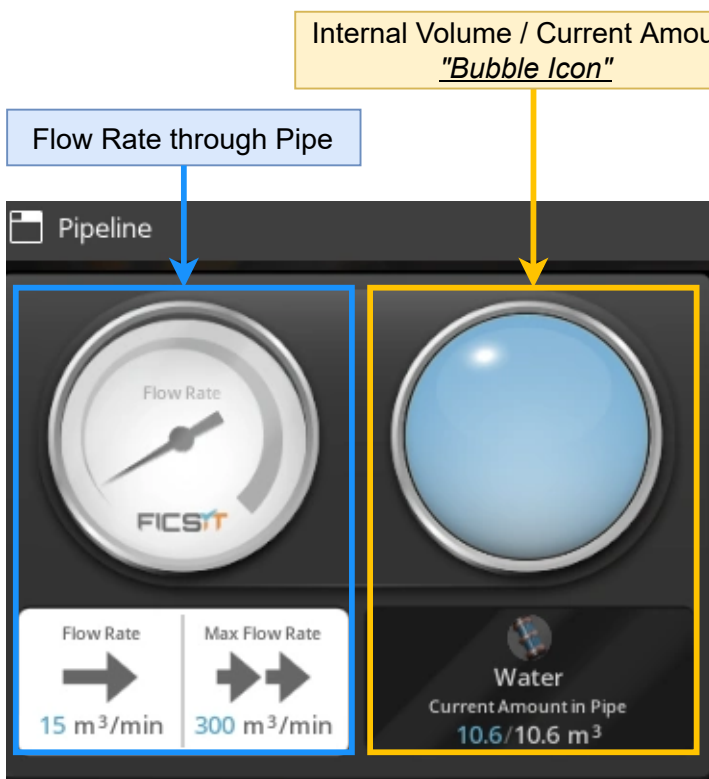 Internal Volume / Current Amou
"Bubble Icon"
Flow Rate through Pipe
Pipeline
Flow Rate
FICSIT
Flow Rate
Max Flow Rate
15 m³/min
300 m³/min
Water
Current Amount in Pipe
10.6/10.6 m³